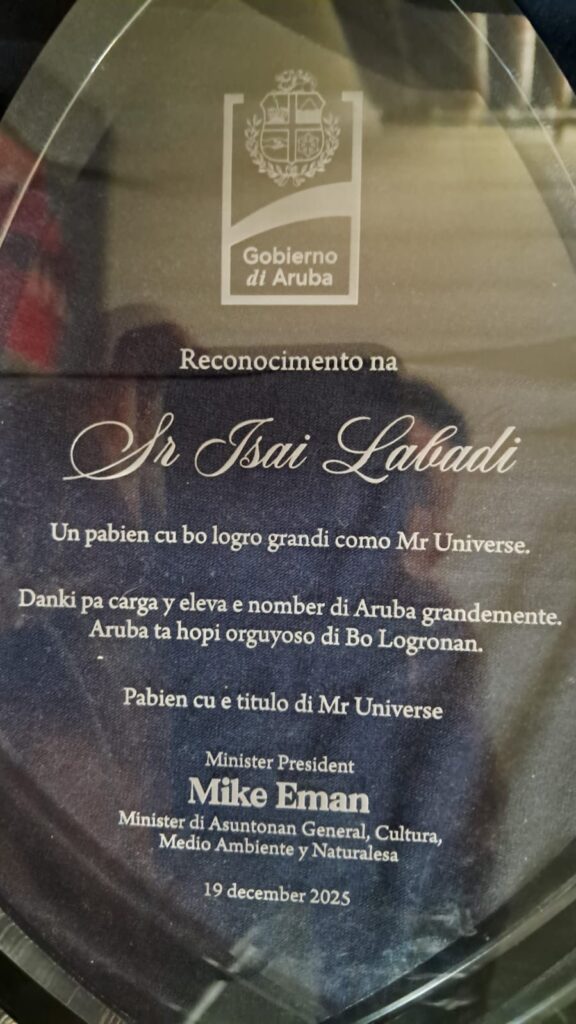 Gobierno
di Aruba
Reconocimento na
Sr Isai Labadi
Un pabien cu bo logro grandi como Mr Universe.
Danki pa carga y eleva e nomber di Aruba grandemente.
Aruba ta hopi orguyoso di Bo Logronan.
Pabien cu e titulo di Mr Universe
Minister President
Mike Eman
Minister di Asuntonan General, Cultura,
Medio Ambiente y Naturalesa
19 december 2025